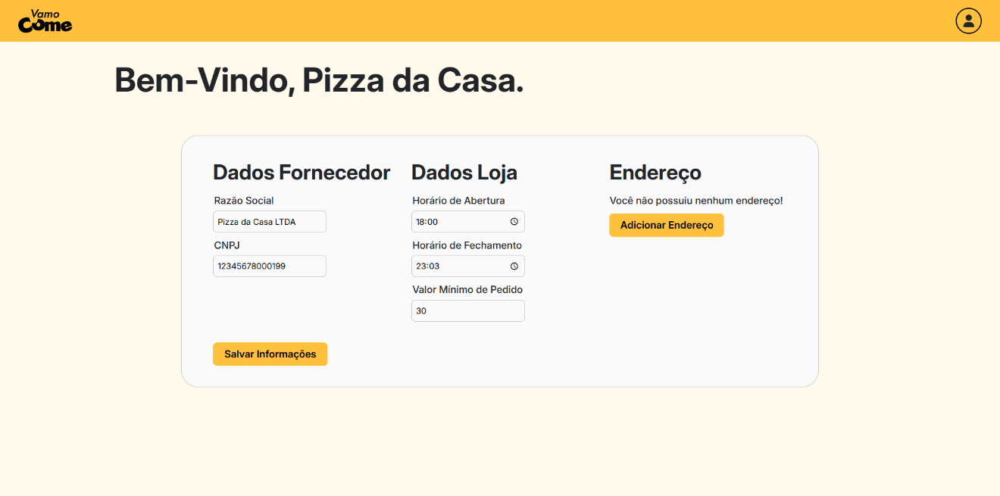 Vamo
Come
Bem-Vindo, Pizza da Casa.
Dados Fornecedor
Razão Social
Pizza da Casa LTDA
CNPJ
12345678000199
Salvar Informações
Dados Loja
Horário de Abertura
18:00
Horário de Fechamento
23:03
Valor Mínimo de Pedido
30
Endereço
Você não possuiu nenhum endereço!
Adicionar Endereço